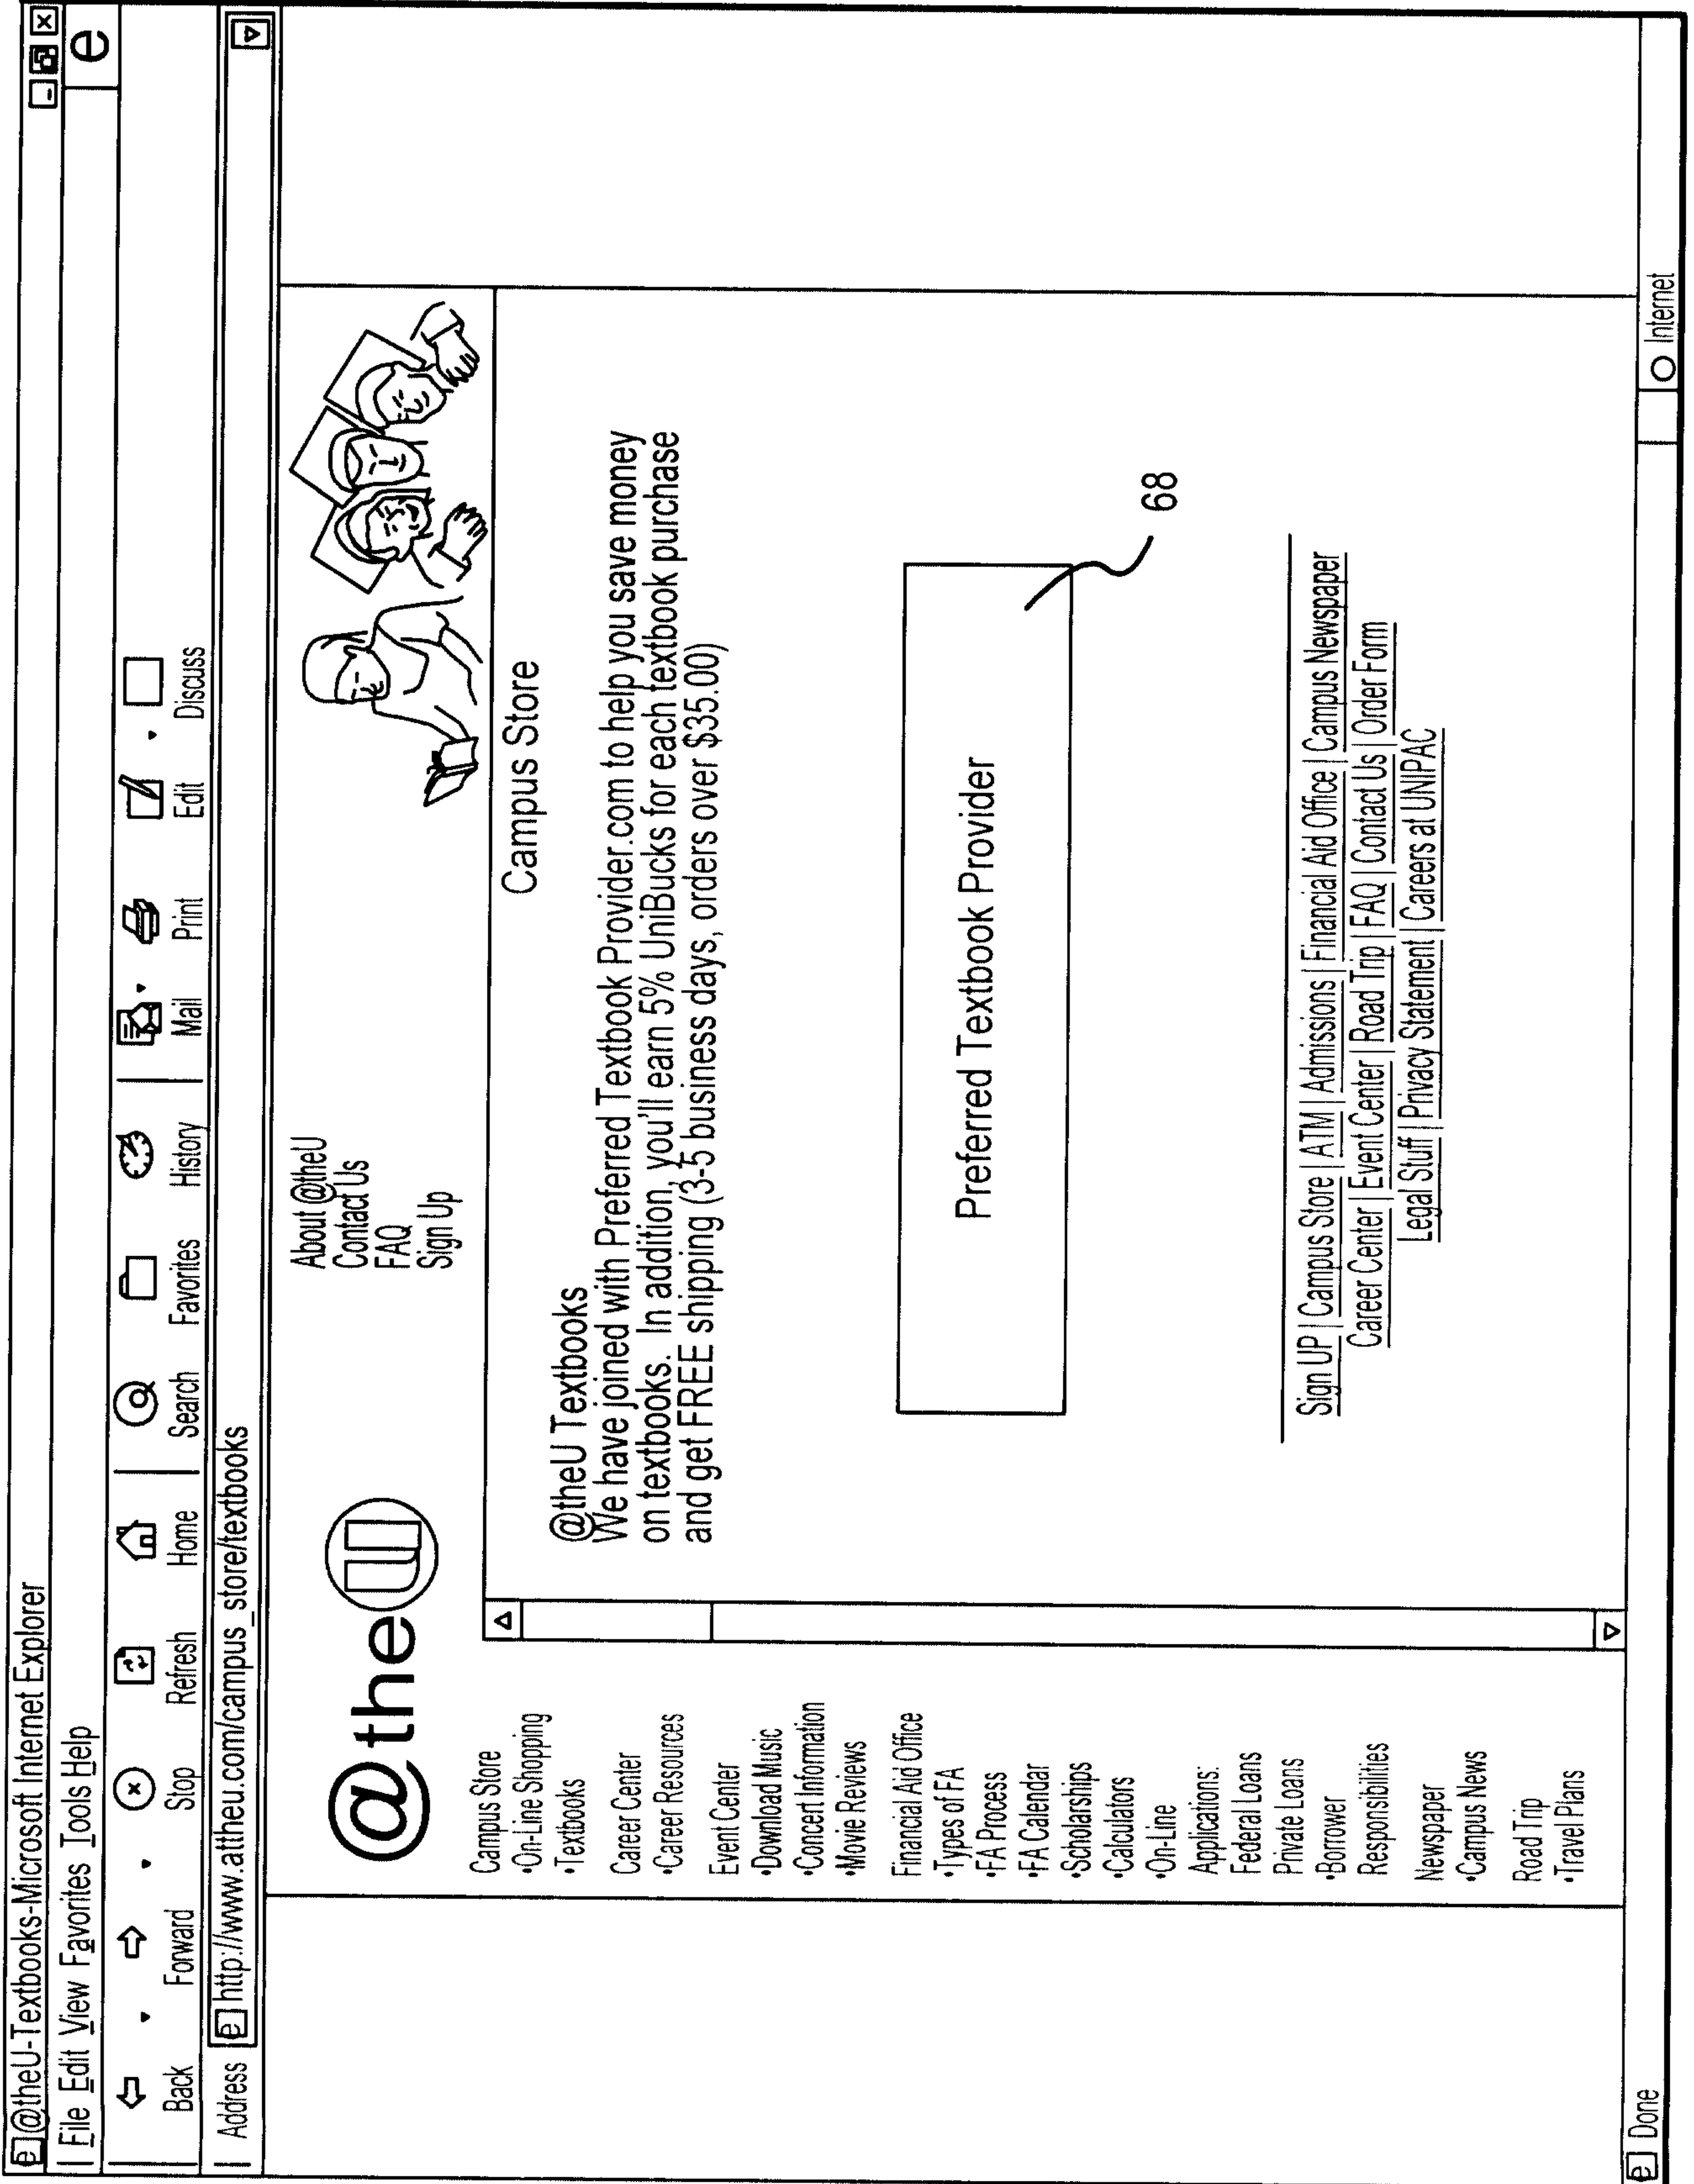 @theU-Textbooks-Microsoft Internet Explorer
File Edit View Favorites Tools Help
e
Back Forward Stop Refresh Home Search Favorites History Mail Print Edit Discuss
Address http://www.attheu.com/campus_store/textbooks
@theU
About @theU
Contact Us
FAQ
Sign Up
Campus Store
•On-Line Shopping
•Textbooks
Career Center
•Career Resources
Event Center
•Download Music
•Concert Information
•Movie Reviews
Financial Aid Office
•Types of FA
•FA Process
•FA Calendar
•Scholarships
•Calculators
•On-Line
Applications:
Federal Loans
Private Loans
•Borrower
Responsibilities
Newspaper
•Campus News
Road Trip
•Travel Plans
Campus Store
@theU Textbooks
We have joined with Preferred Textbook Provider.com to help you save money
on textbooks. In addition, you'll earn 5% UniBucks for each textbook purchase
and get FREE shipping (3-5 business days, orders over $35.00)
Preferred Textbook Provider
68
Sign UP | Campus Store | ATM | Admissions | Financial Aid Office | Campus Newspaper
Career Center | Event Center | Road Trip | FAQ | Contact Us | Order Form
Legal Stuff | Privacy Statement | Careers at UNIPAC
Done
Internet